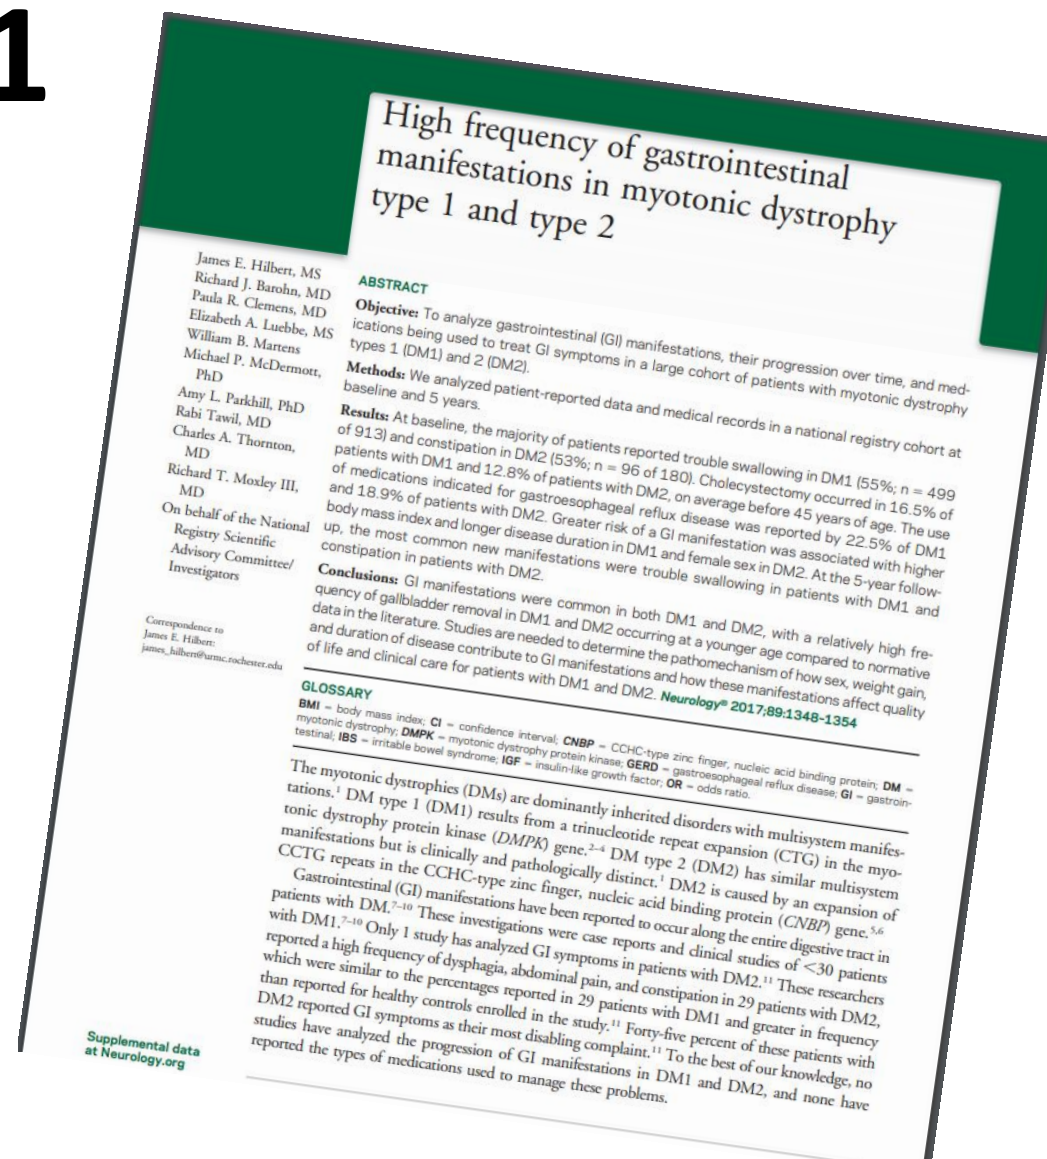 1
High frequency of gastrointestinal
manifestations in myotonic dystrophy
type 1 and type 2
James E. Hilbert, MS
Richard J. Barohn, MD
Paula R. Clemens, MD
Elizabeth A. Luebbe, MS
William B. Martens
Michael P. McDermott,
PhD
Amy L. Parkhill, PhD
Rabi Tawil, MD
Charles A. Thornton,
MD
Richard T. Moxley III,
MD
On behalf of the National
Registry Scientific
Advisory Committee/
Investigators
Correspondence to
James E. Hilbert:
james_hilbert@urmc.rochester.edu
Supplemental data
at Neurology.org
ABSTRACT
Objective: To analyze gastrointestinal (GI) manifestations, their progression over time, and med-
ications being used to treat GI symptoms in a large cohort of patients with myotonic dystrophy
types 1 (DM1) and 2 (DM2).
Methods: We analyzed patient-reported data and medical records in a national registry cohort at
baseline and 5 years.
Results: At baseline, the majority of patients reported trouble swallowing in DM1 (55%; n = 499
of 913) and constipation in DM2 (53%; n = 96 of 180). Cholecystectomy occurred in 16.5% of
patients with DM1 and 12.8% of patients with DM2, on average before 45 years of age. The use
of medications indicated for gastroesophageal reflux disease was reported by 22.5% of DM1
and 18.9% of patients with DM2. Greater risk of a GI manifestation was associated with higher
body mass index and longer disease duration in DM1 and female sex in DM2. At the 5-year follow-
up, the most common new manifestations were trouble swallowing in patients with DM1 and
constipation in patients with DM2.
Conclusions: GI manifestations were common in both DM1 and DM2, with a relatively high fre-
quency of gallbladder removal in DM1 and DM2 occurring at a younger age compared to normative
data in the literature. Studies are needed to determine the pathomechanism of how sex, weight gain,
and duration of disease contribute to GI manifestations and how these manifestations affect quality
of life and clinical care for patients with DM1 and DM2. Neurology® 2017;89:1348-1354
GLOSSARY
BMI = body mass index; CI = confidence interval; CNBP = CCHC-type zinc finger, nucleic acid binding protein; DM =
myotonic dystrophy; DMPK = myotonic dystrophy protein kinase; GERD = gastroesophageal reflux disease; GI = gastroin-
testinal; IBS = irritable bowel syndrome; IGF = insulin-like growth factor; OR = odds ratio.
The myotonic dystrophies (DMs) are dominantly inherited disorders with multisystem manifes-
tations.¹ DM type 1 (DM1) results from a trinucleotide repeat expansion (CTG) in the myo-
tonic dystrophy protein kinase (DMPK) gene.²⁻⁴ DM type 2 (DM2) has similar multisystem
manifestations but is clinically and pathologically distinct.¹ DM2 is caused by an expansion of
CCTG repeats in the CCHC-type zinc finger, nucleic acid binding protein (CNBP) gene.⁵,⁶
Gastrointestinal (GI) manifestations have been reported to occur along the entire digestive tract in
patients with DM.⁷⁻¹⁰ These investigations were case reports and clinical studies of <30 patients
with DM1.⁷⁻¹⁰ Only 1 study has analyzed GI symptoms in patients with DM2.¹¹ These researchers
reported a high frequency of dysphagia, abdominal pain, and constipation in 29 patients with DM2,
which were similar to the percentages reported in 29 patients with DM1 and greater in frequency
than reported for healthy controls enrolled in the study.¹¹ Forty-five percent of these patients with
DM2 reported GI symptoms as their most disabling complaint.¹¹ To the best of our knowledge, no
studies have analyzed the progression of GI manifestations in DM1 and DM2, and none have
reported the types of medications used to manage these problems.